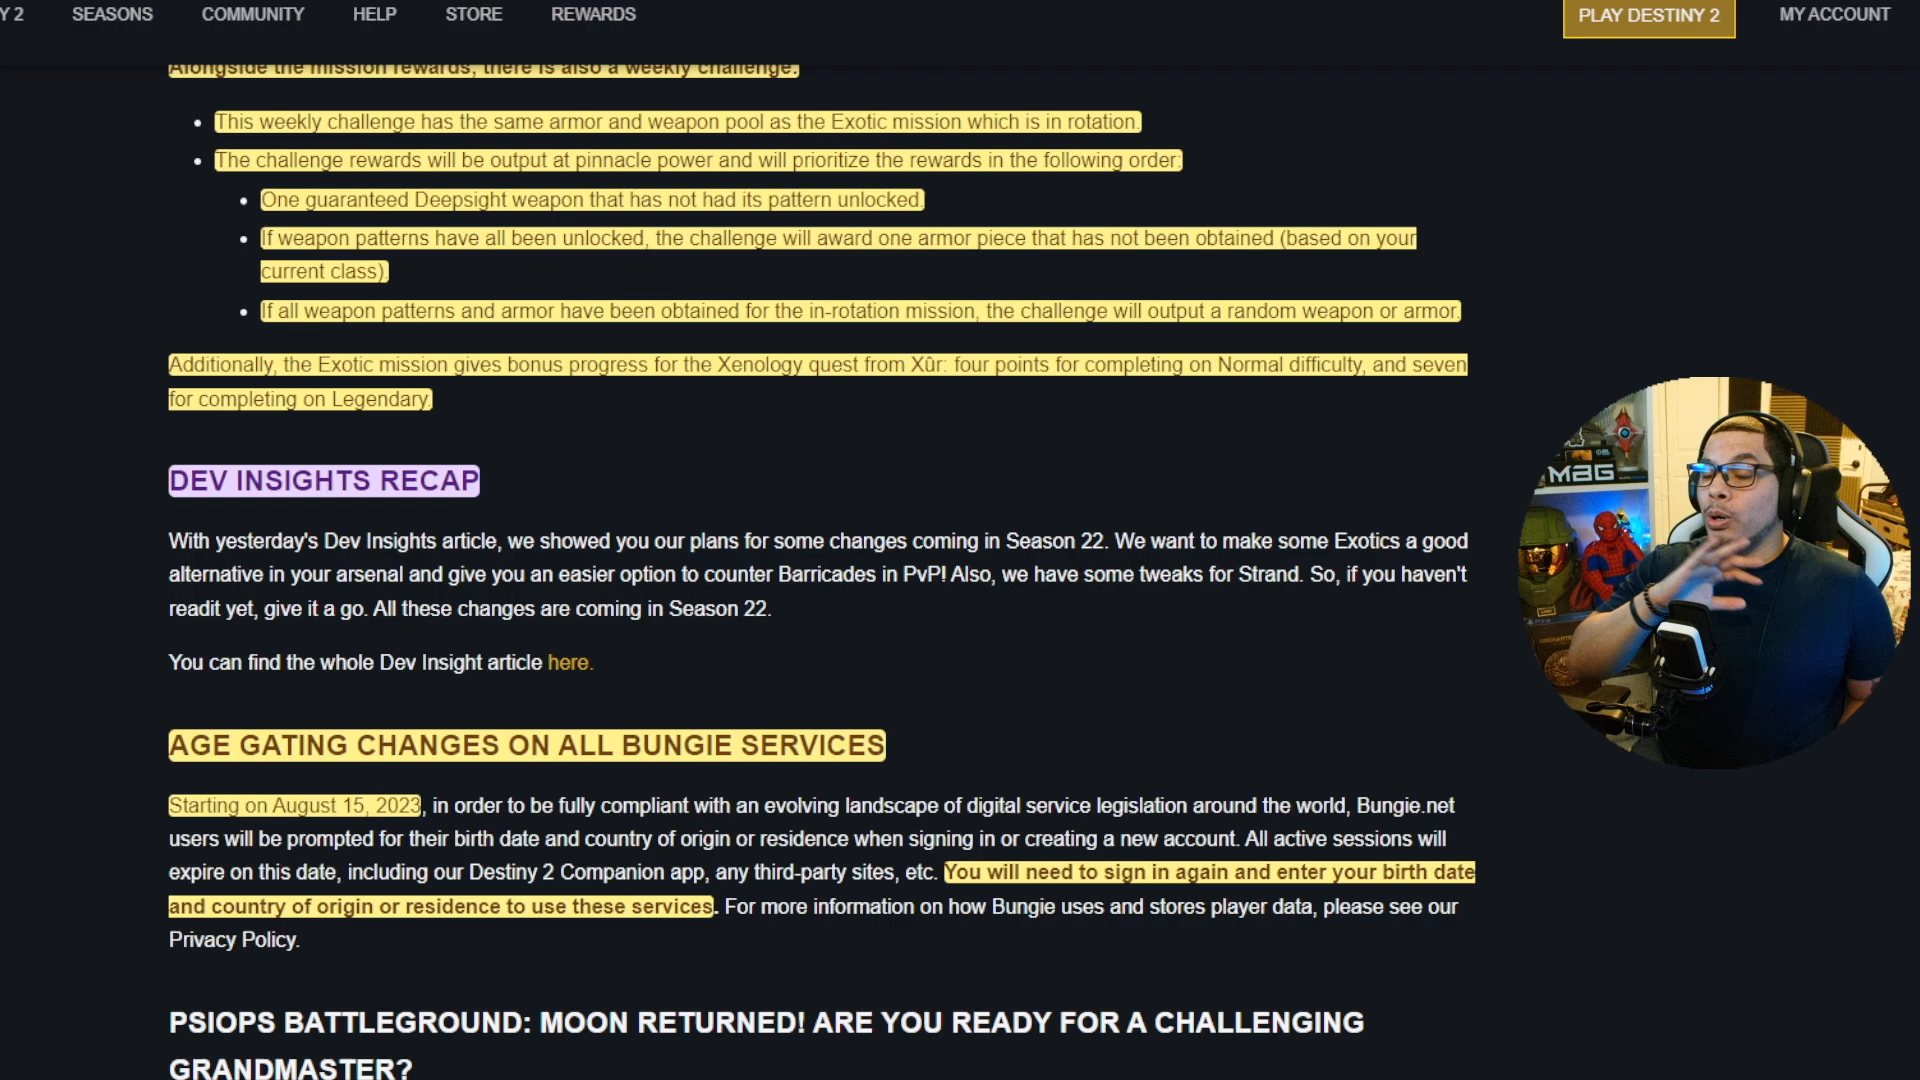 Y 2 SEASONS COMMUNITY HELP STORE REWARDS PLAY DESTINY 2 MY ACCOUNT
Alongside the mission rewards, there is also a weekly challenge:
This weekly challenge has the same armor and weapon pool as the Exotic mission which is in rotation.
The challenge rewards will be output at pinnacle power and will prioritize the rewards in the following order:
One guaranteed Deepsight weapon that has not had its pattern unlocked.
If weapon patterns have all been unlocked, the challenge will award one armor piece that has not been obtained (based on your
current class).
If all weapon patterns and armor have been obtained for the in-rotation mission, the challenge will output a random weapon or armor.
Additionally, the Exotic mission gives bonus progress for the Xenology quest from Xûr: four points for completing on Normal difficulty, and seven
for completing on Legendary.
DEV INSIGHTS RECAP
With yesterday's Dev Insights article, we showed you our plans for some changes coming in Season 22. We want to make some Exotics a good
alternative in your arsenal and give you an easier option to counter Barricades in PvP! Also, we have some tweaks for Strand. So, if you haven't
readit yet, give it a go. All these changes are coming in Season 22.
You can find the whole Dev Insight article here.
AGE GATING CHANGES ON ALL BUNGIE SERVICES
Starting on August 15, 2023, in order to be fully compliant with an evolving landscape of digital service legislation around the world, Bungie.net
users will be prompted for their birth date and country of origin or residence when signing in or creating a new account. All active sessions will
expire on this date, including our Destiny 2 Companion app, any third-party sites, etc. You will need to sign in again and enter your birth date
and country of origin or residence to use these services. For more information on how Bungie uses and stores player data, please see our
Privacy Policy.
PSIOPS BATTLEGROUND: MOON RETURNED! ARE YOU READY FOR A CHALLENGING
GRANDMASTER?
MAG